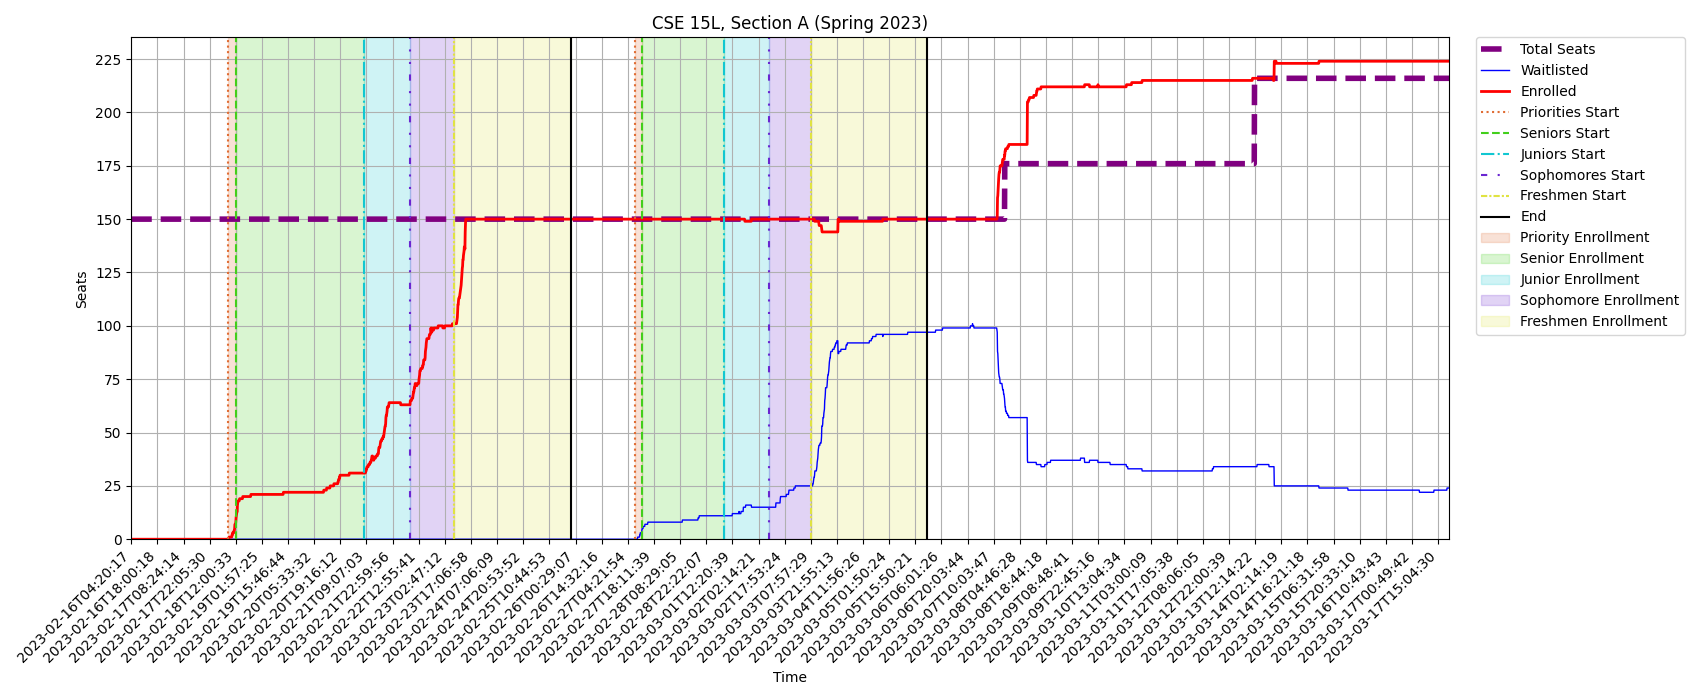 CSE 15L, Section A (Spring 2023)
Seats
225
200
175
150
125
100
75
50
25
0
2023-02-16T04:20:17
2023-02-16T18:00:18
2023-02-17T08:24:14
2023-02-17T22:05:30
2023-02-18T12:00:33
2023-02-19T01:57:25
2023-02-19T15:46:44
2023-02-20T05:33:32
2023-02-20T19:16:12
2023-02-21T09:07:03
2023-02-21T22:59:56
2023-02-22T12:55:41
2023-02-23T02:47:12
2023-02-23T17:06:58
2023-02-24T07:06:09
2023-02-24T20:53:52
2023-02-25T10:44:53
2023-02-26T00:29:07
2023-02-26T14:32:16
2023-02-27T04:21:54
2023-02-27T18:11:39
2023-02-28T08:29:05
2023-02-28T22:22:07
2023-03-01T12:20:39
2023-03-02T02:14:21
2023-03-02T17:53:24
2023-03-03T07:57:29
2023-03-03T21:55:13
2023-03-04T11:56:26
2023-03-05T01:50:24
2023-03-05T15:50:21
2023-03-06T06:01:26
2023-03-06T20:03:44
2023-03-07T10:03:47
2023-03-08T04:46:28
2023-03-08T18:44:18
2023-03-09T08:48:41
2023-03-09T22:45:16
2023-03-10T13:04:34
2023-03-11T03:00:09
2023-03-11T17:05:38
2023-03-12T08:06:05
2023-03-12T22:00:39
2023-03-13T12:14:22
2023-03-14T02:14:19
2023-03-14T16:21:18
2023-03-15T06:31:58
2023-03-15T20:33:10
2023-03-16T10:43:43
2023-03-17T00:49:42
2023-03-17T15:04:30
Time
Total Seats
Waitlisted
Enrolled
Priorities Start
Seniors Start
Juniors Start
Sophomores Start
Freshmen Start
End
Priority Enrollment
Senior Enrollment
Junior Enrollment
Sophomore Enrollment
Freshmen Enrollment